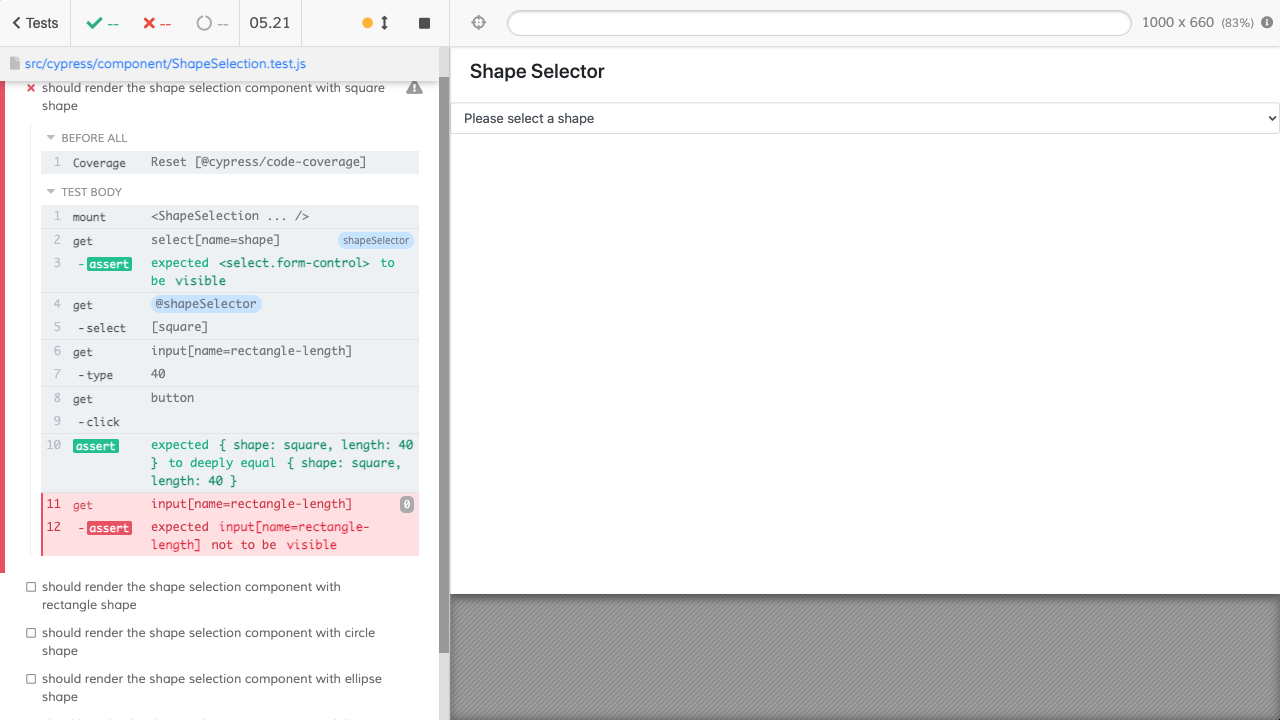 Tests
--
--
--
05.21
1000 x 660 (83%)
src/cypress/component/ShapeSelection.test.js
should render the shape selection component with square
shape
BEFORE ALL
1 Coverage Reset [@cypress/code-coverage]
TEST BODY
1 mount <ShapeSelection ... />
2 get select[name=shape] shapeSelector
3 -assert expected <select.form-control> to
be visible
4 get @shapeSelector
5 -select [square]
6 get input[name=rectangle-length]
7 -type 40
8 get button
9 -click
10 assert expected { shape: square, length: 40
} to deeply equal { shape: square,
length: 40 }
11 get input[name=rectangle-length] 0
12 -assert expected input[name=rectangle-
length] not to be visible
should render the shape selection component with
rectangle shape
should render the shape selection component with circle
shape
should render the shape selection component with ellipse
shape
Shape Selector
Please select a shape